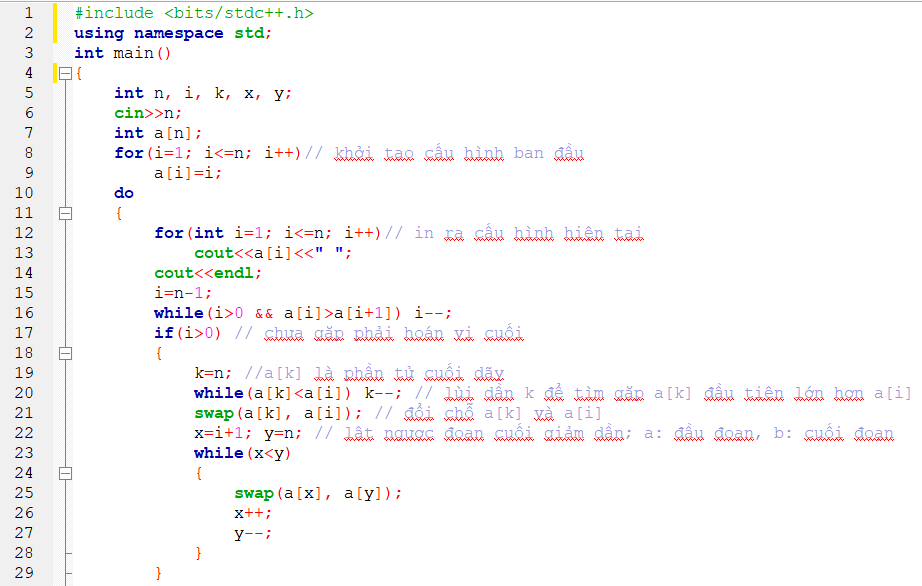 1 #include <bits/stdc++.h>
2 using namespace std;
3 int main()
4 {
5 int n, i, k, x, y;
6 cin>>n;
7 int a[n];
8 for(i=1; i<=n; i++)// khởi tạo cấu hình ban đầu
9 a[i]=i;
10 do
11 {
12 for(int i=1; i<=n; i++)// in ra cấu hình hiện tại
13 cout<<a[i]<<" ";
14 cout<<endl;
15 i=n-1;
16 while(i>0 && a[i]>a[i+1]) i--;
17 if(i>0) // chưa gặp phải hoán vị cuối
18 {
19 k=n; //a[k] là phần tử cuối dãy
20 while(a[k]<a[i]) k--; // lùi dần k để tìm gặp a[k] đầu tiên lớn hơn a[i]
21 swap(a[k], a[i]); // đổi chỗ a[k] và a[i]
22 x=i+1; y=n; // lật ngược đoạn cuối giảm dần; a: đầu đoạn, b: cuối đoạn
23 while(x<y)
24 {
25 swap(a[x], a[y]);
26 x++;
27 y--;
28 }
29 }